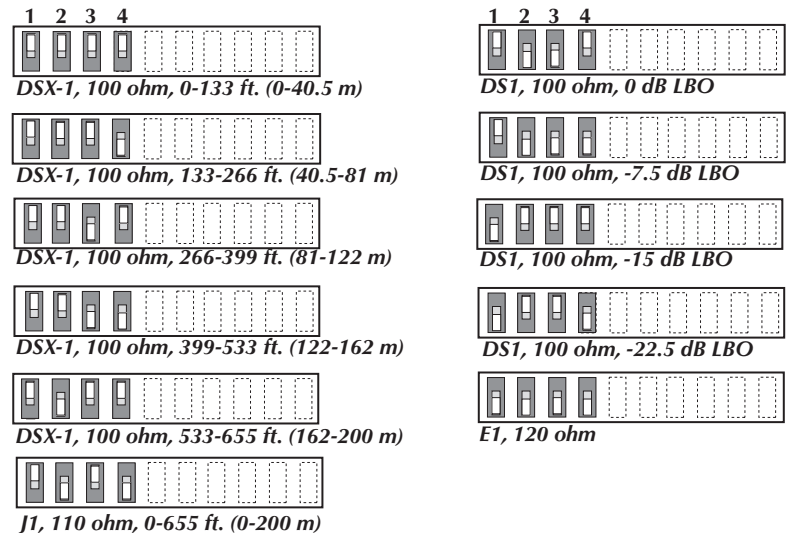 1 2 3 4
DSX-1, 100 ohm, 0-133 ft. (0-40.5 m)
DSX-1, 100 ohm, 133-266 ft. (40.5-81 m)
DSX-1, 100 ohm, 266-399 ft. (81-122 m)
DSX-1, 100 ohm, 399-533 ft. (122-162 m)
DSX-1, 100 ohm, 533-655 ft. (162-200 m)
J1, 110 ohm, 0-655 ft. (0-200 m)
1 2 3 4
DS1, 100 ohm, 0 dB LBO
DS1, 100 ohm, -7.5 dB LBO
DS1, 100 ohm, -15 dB LBO
DS1, 100 ohm, -22.5 dB LBO
E1, 120 ohm